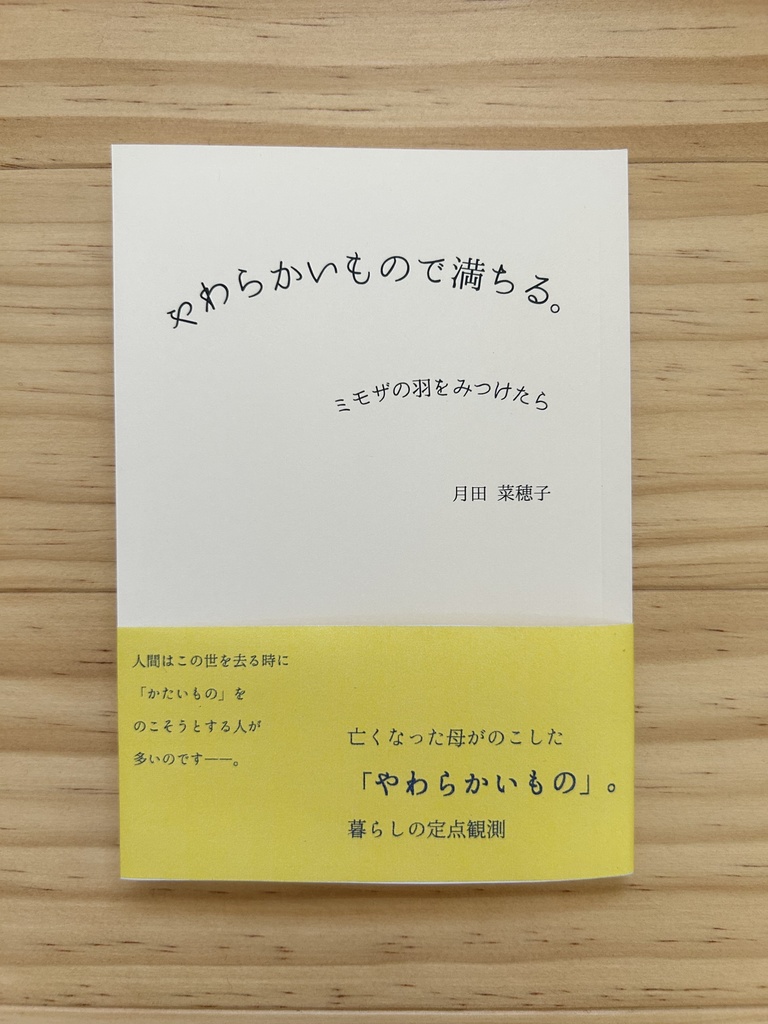 やわらかいもので満ちる。
ミモザの羽をみつけたら
月田 菜穂子
人間はこの世を去る時に
「かたいもの」を
のこそうとする人が
多いのです──。
亡くなった母がのこした
「やわらかいもの」。
暮らしの定点観測